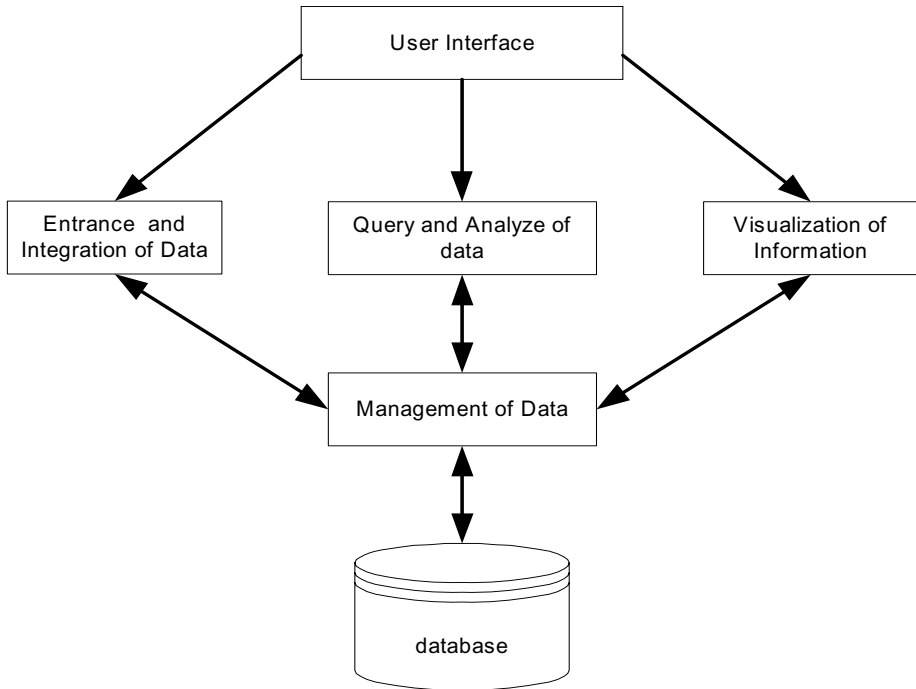 User Interface
Entrance and
Integration of Data
Query and Analyze of
data
Visualization of
Information
Management of Data
database